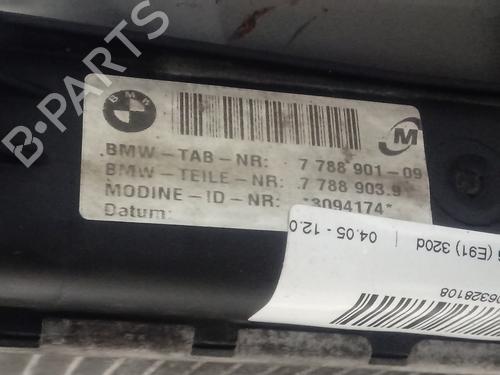 BMW
M
BMW - TAB - NR: 7 788 901 - 09
BMW - TEILE - NR: 7 788 903.9
MODINE - ID - NR: *3094174*
Datum:
(E91) 320d
04.05 - 12.0
06328108
B-PARTS